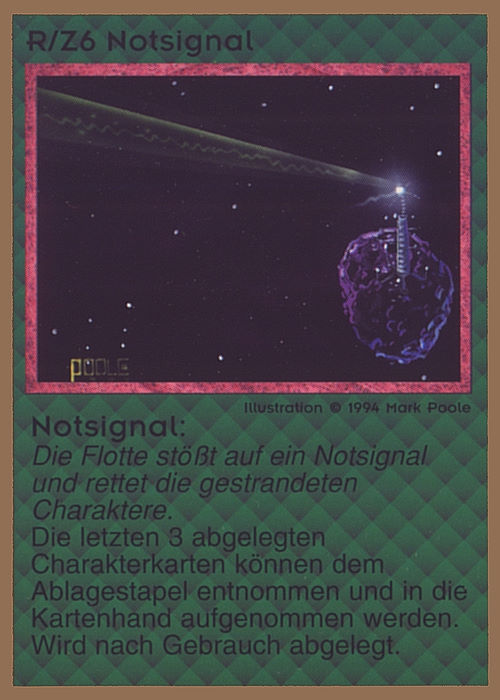 R/Z6 Notsignal
POOLE
Illustration © 1994 Mark Poole
Notsignal:
Die Flotte stößt auf ein Notsignal
und rettet die gestrandeten
Charaktere.
Die letzten 3 abgelegten
Charakterkarten können dem
Ablagestapel entnommen und in die
Kartenhand aufgenommen werden.
Wird nach Gebrauch abgelegt.